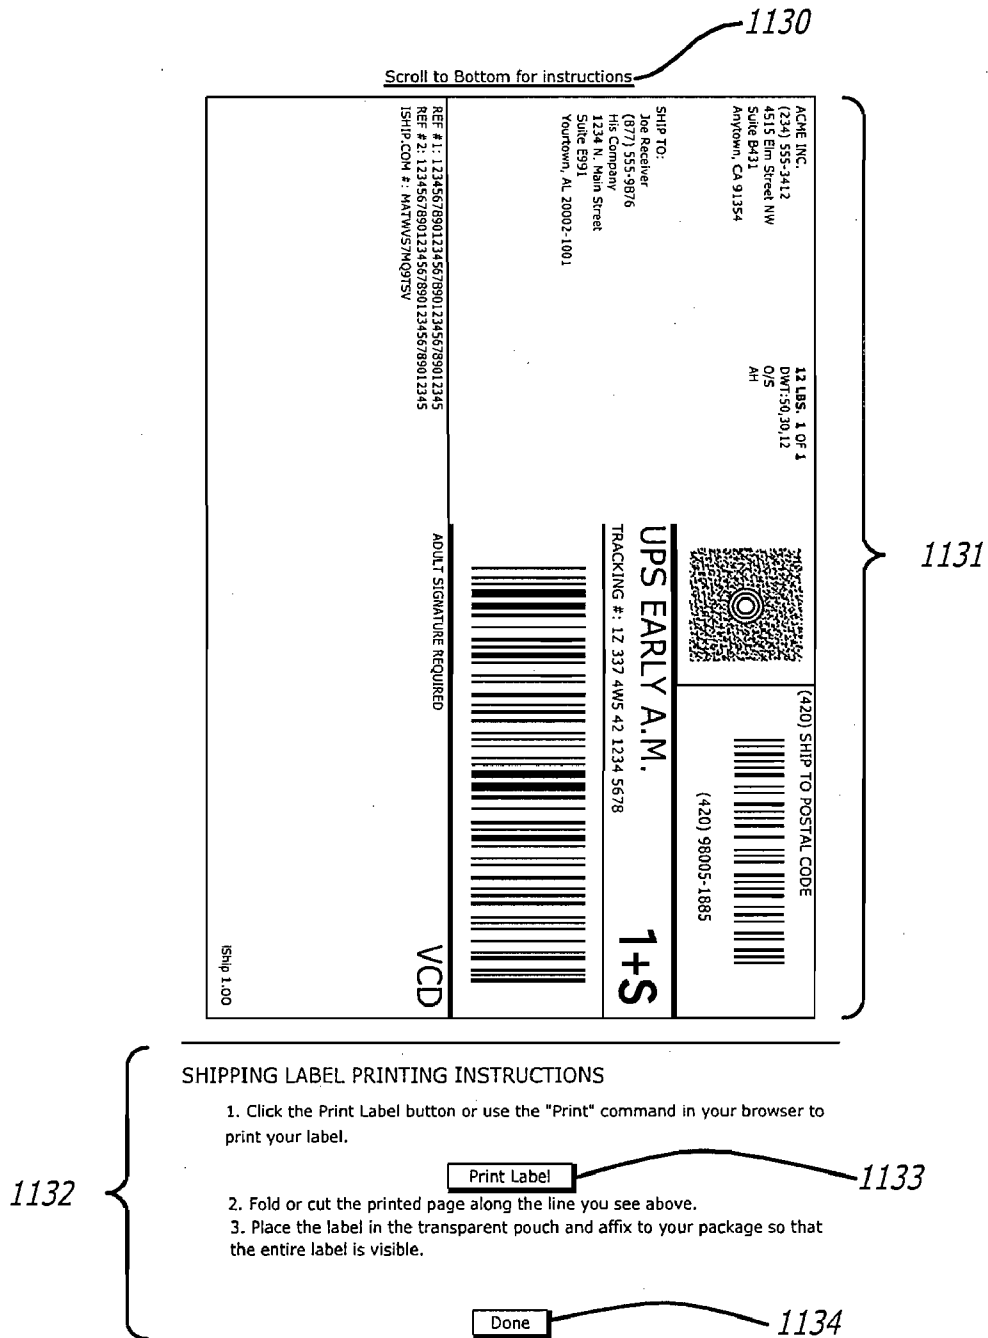 1130
Scroll to Bottom for instructions
ACME INC.
(234) 555-3412
4515 Elm Street NW
Suite B431
Anytown, CA 91354
12 LBS. 1 OF 1
DWT:50,30,12
O/S
AH
SHIP TO:
Joe Receiver
(877) 555-9876
His Company
1234 N. Main Street
Suite E991
Yourtown, AL 20002-1001
(420) SHIP TO POSTAL CODE
(420) 98005-1885
UPS EARLY A.M.
TRACKING #: 1Z 337 4W5 42 1234 5678
1+S
REF #1: 12345678901234567890123456789012345
REF #2: 12345678901234567890123456789012345
ISHIP.COM #: MATWVS7MQ9TSV
ADULT SIGNATURE REQUIRED
VCD
iShip 1.00
1131
SHIPPING LABEL PRINTING INSTRUCTIONS
1. Click the Print Label button or use the "Print" command in your browser to
print your label.
Print Label
1133
1132
2. Fold or cut the printed page along the line you see above.
3. Place the label in the transparent pouch and affix to your package so that
the entire label is visible.
Done
1134